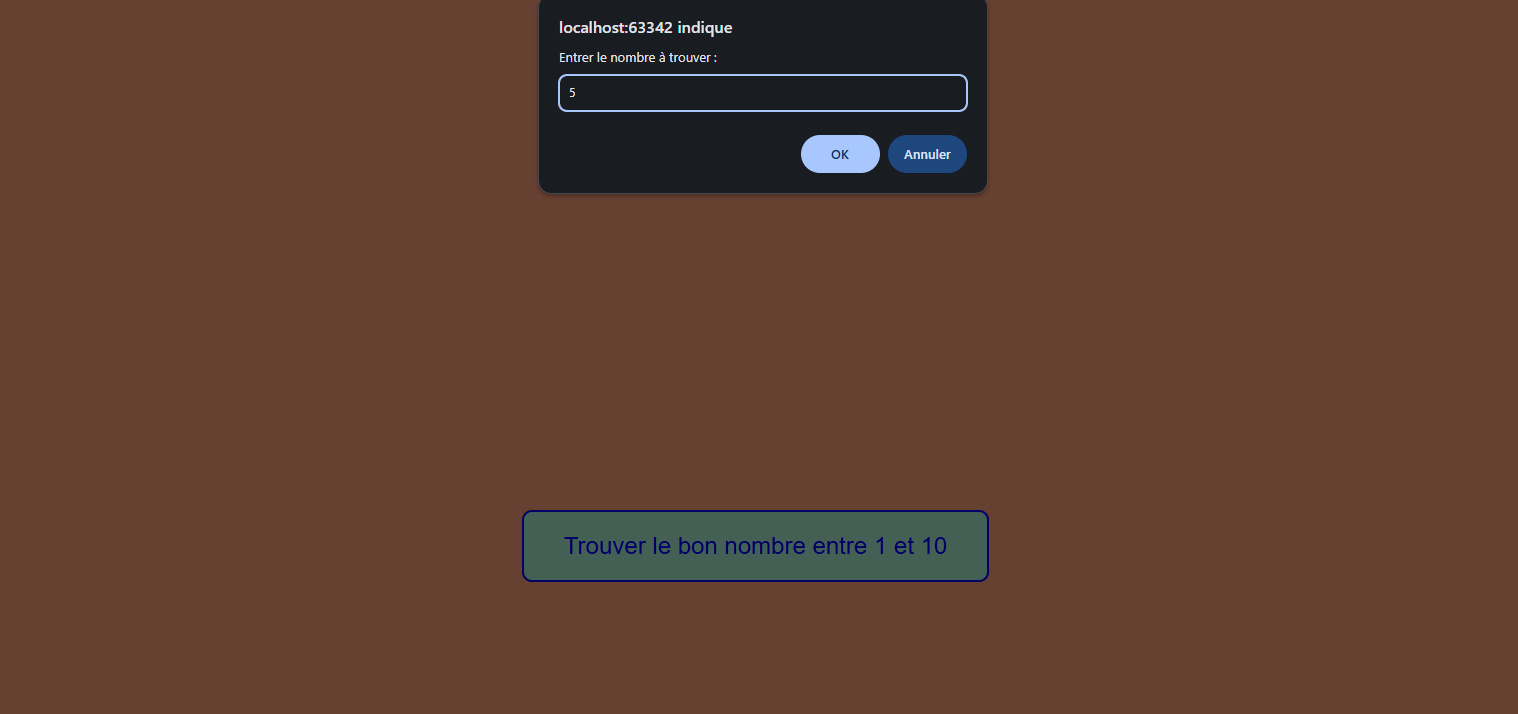 localhost:63342 indique
Entrer le nombre à trouver :
5
OK
Annuler
Trouver le bon nombre entre 1 et 10